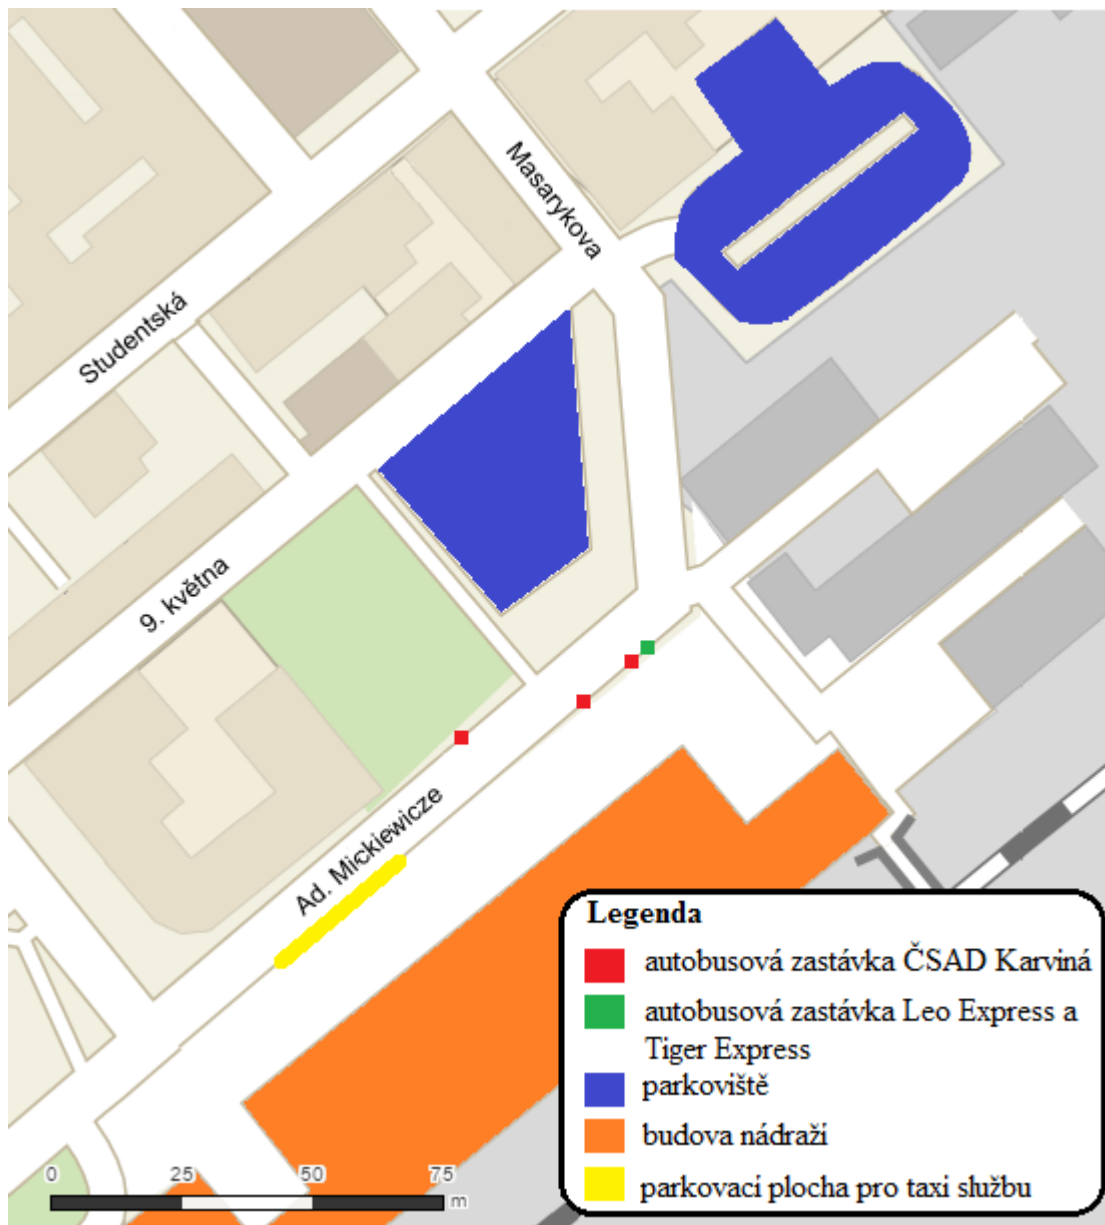 Masarykova
Studentská
9. května
Ad. Mickiewicze
Legenda
autobusová zastávka ČSAD Karviná
autobusová zastávka Leo Express a
Tiger Express
parkoviště
budova nádraží
parkovací plocha pro taxi službu
0 25 50 75
m